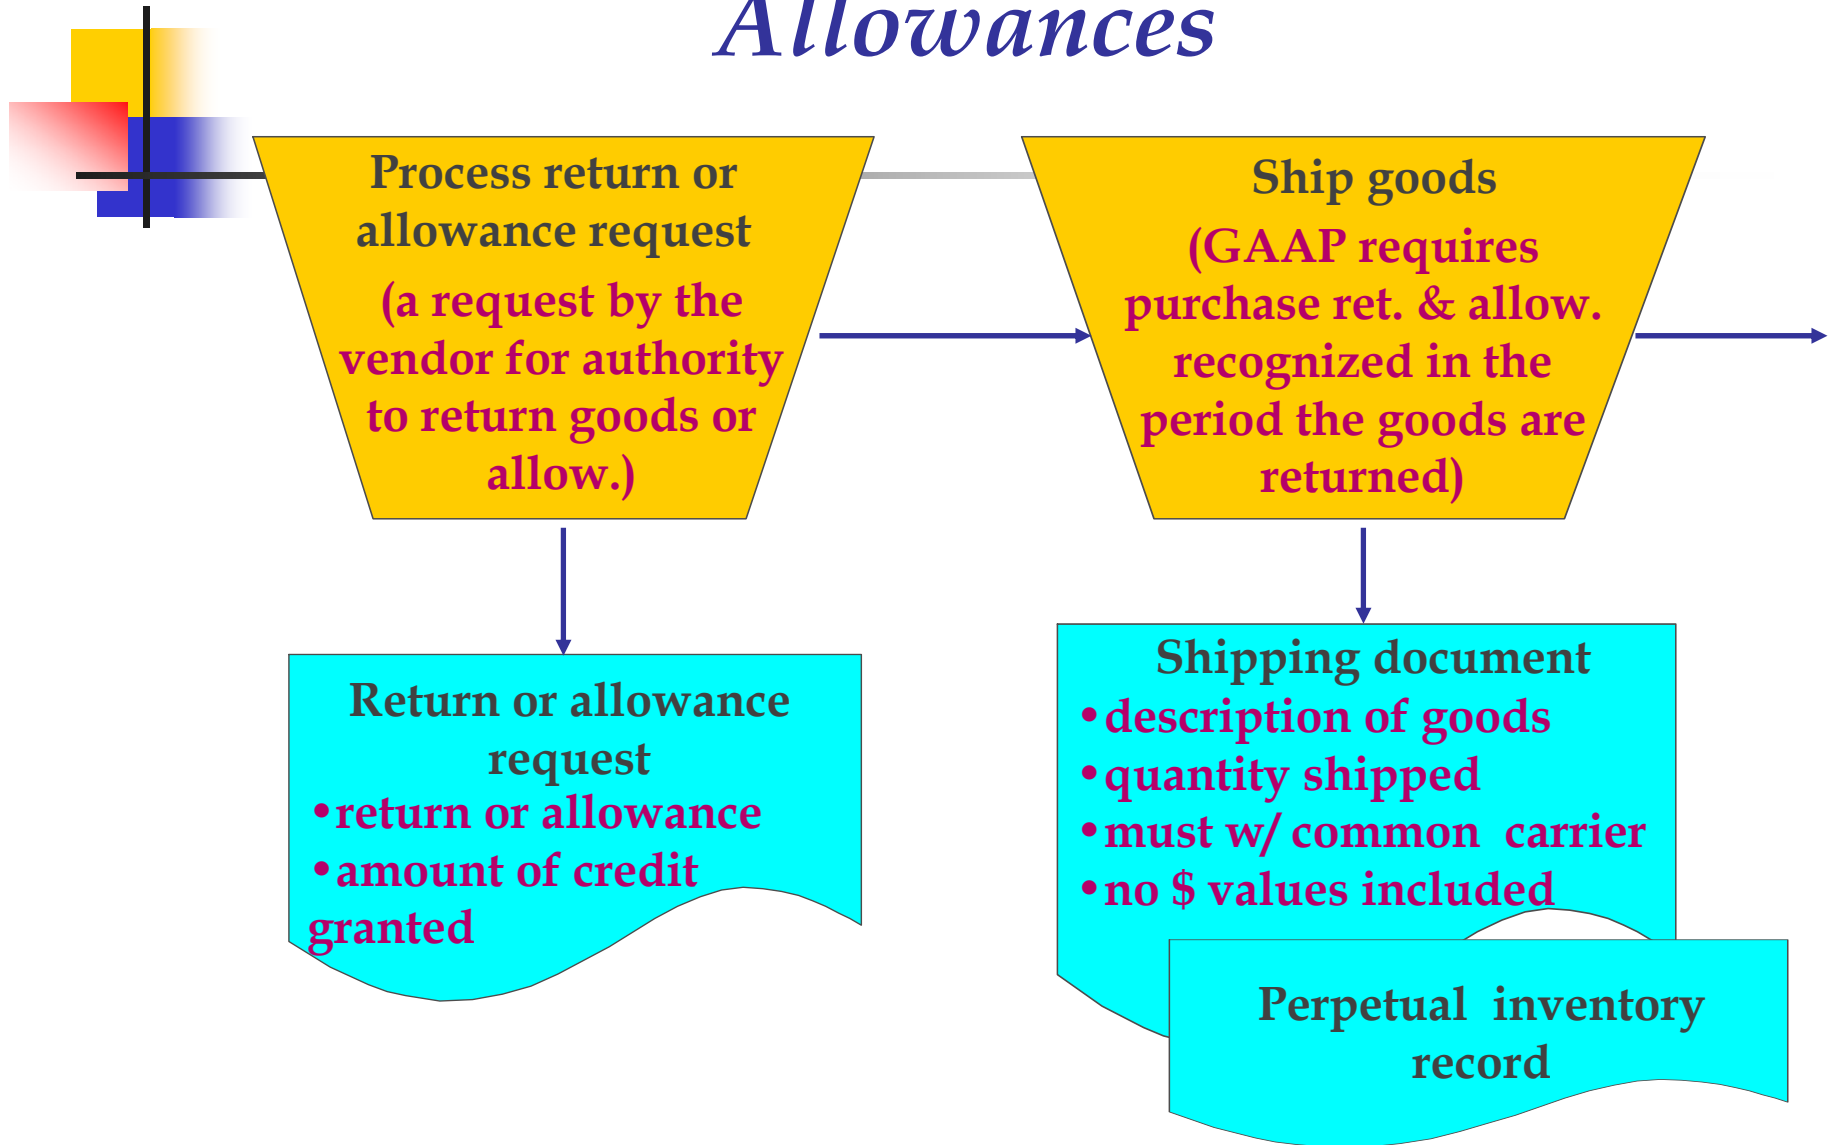 Allowances
Process return or
allowance request
(a request by the
vendor for authority
to return goods or
allow.)
Ship goods
(GAAP requires
purchase ret. & allow.
recognized in the
period the goods are
returned)
Return or allowance
request
•return or allowance
•amount of credit
granted
Shipping document
•description of goods
•quantity shipped
•must w/ common carrier
•no $ values included
Perpetual inventory
record